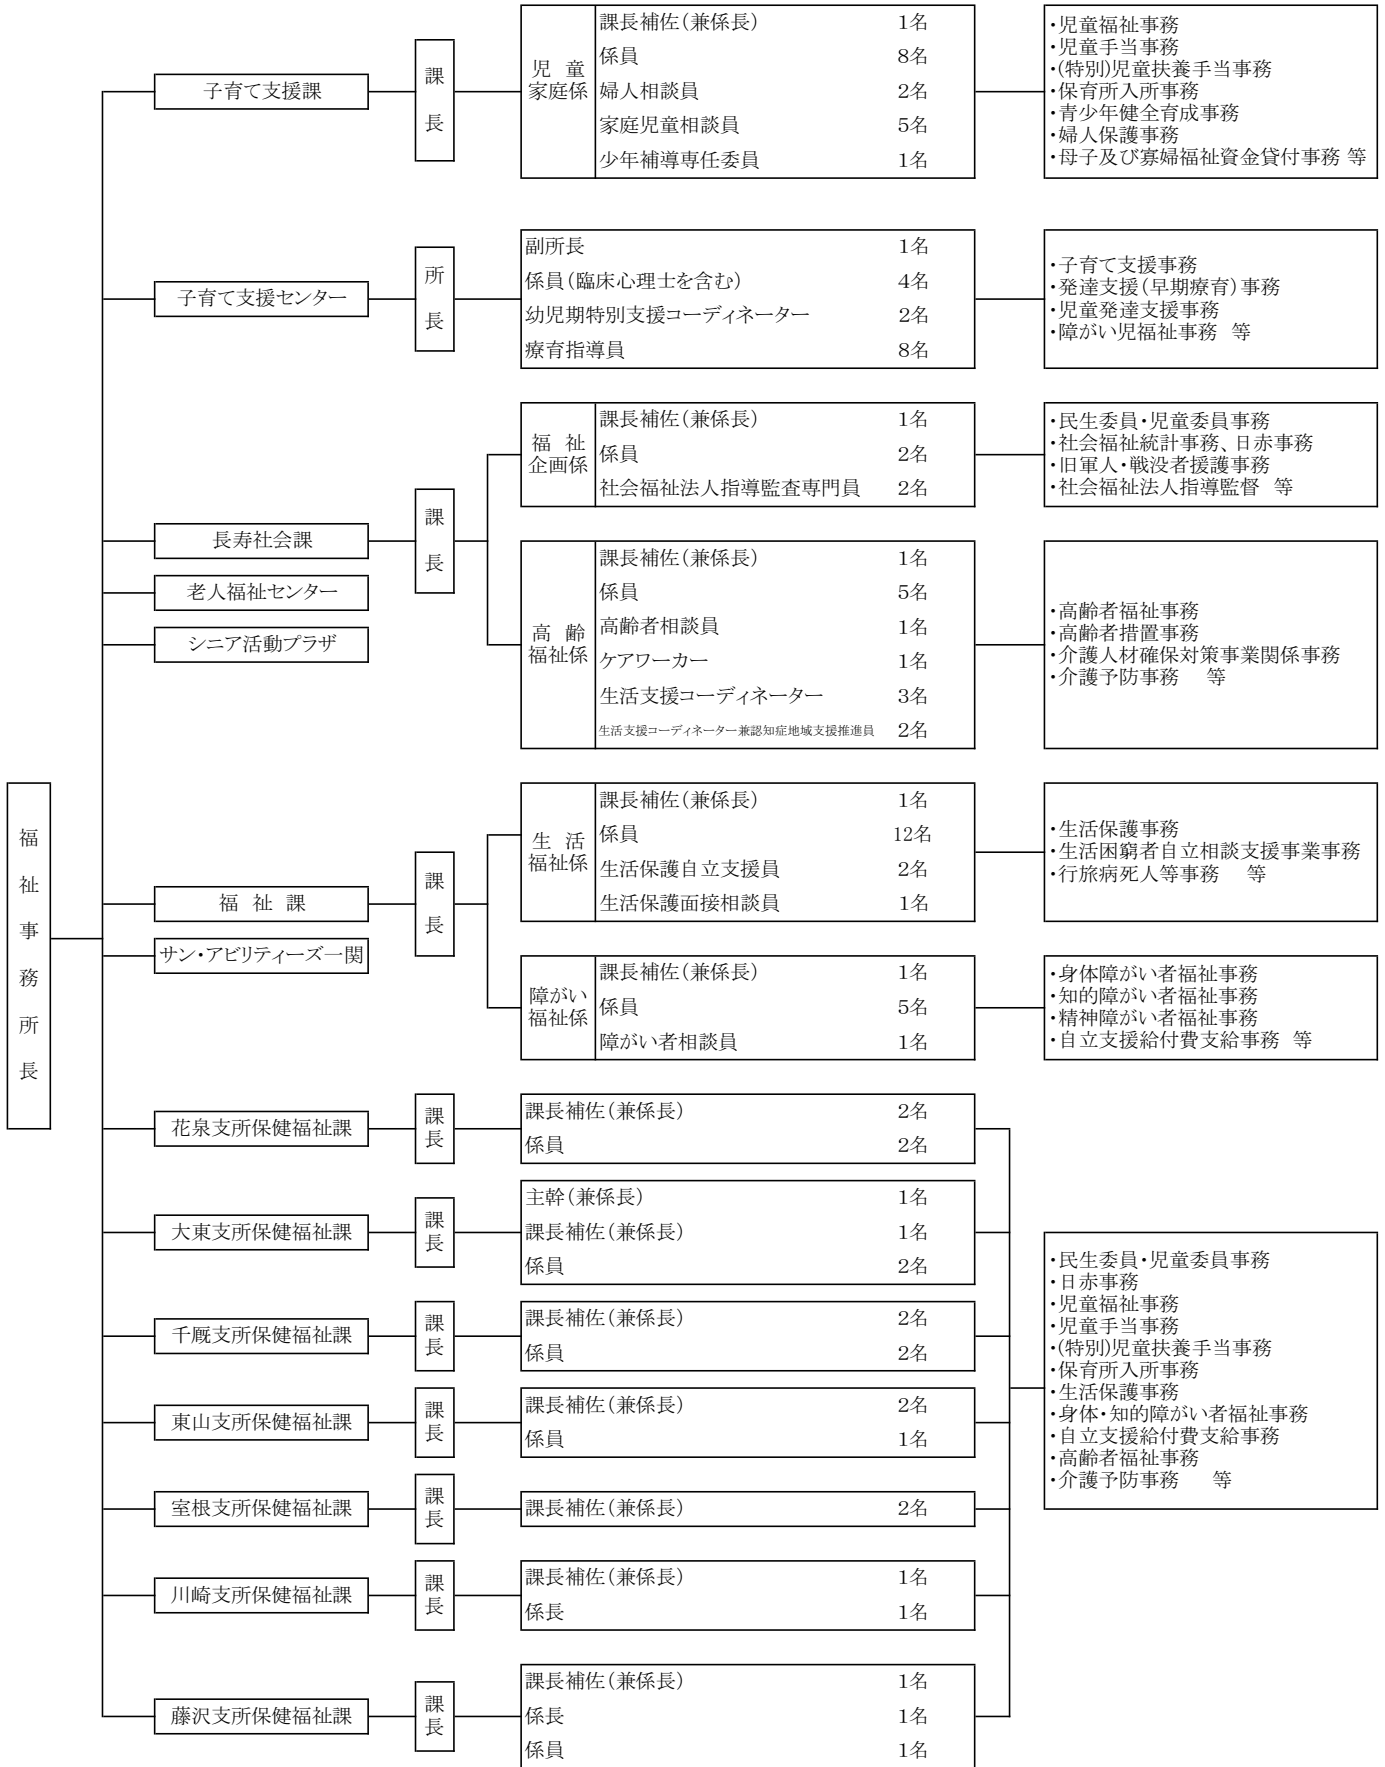 福祉事務所長
子育て支援課
課長
児童家庭係
課長補佐(兼係長) 1名
係員 8名
婦人相談員 2名
家庭児童相談員 5名
少年補導専任委員 1名
・児童福祉事務
・児童手当事務
・(特別)児童扶養手当事務
・保育所入所事務
・青少年健全育成事務
・婦人保護事務
・母子及び寡婦福祉資金貸付事務 等
子育て支援センター
所長
副所長 1名
係員(臨床心理士を含む) 4名
幼児期特別支援コーディネーター 2名
療育指導員 8名
・子育て支援事務
・発達支援(早期療育)事務
・児童発達支援事務
・障がい児福祉事務 等
長寿社会課
課長
福祉企画係
課長補佐(兼係長) 1名
係員 2名
社会福祉法人指導監査専門員 2名
・民生委員・児童委員事務
・社会福祉統計事務、日赤事務
・旧軍人・戦没者援護事務
・社会福祉法人指導監督 等
高齢福祉係
課長補佐(兼係長) 1名
係員 5名
高齢者相談員 1名
ケアワーカー 1名
生活支援コーディネーター 3名
生活支援コーディネーター兼認知症地域支援推進員 2名
・高齢者福祉事務
・高齢者措置事務
・介護人材確保対策事業関係事務
・介護予防事務 等
老人福祉センター
シニア活動プラザ
福祉課
課長
生活福祉係
課長補佐(兼係長) 1名
係員 12名
生活保護自立支援員 2名
生活保護面接相談員 1名
・生活保護事務
・生活困窮者自立相談支援事業事務
・行旅病死人等事務 等
サン・アビリティーズ一関
障がい福祉係
課長補佐(兼係長) 1名
係員 5名
障がい者相談員 1名
・身体障がい者福祉事務
・知的障がい者福祉事務
・精神障がい者福祉事務
・自立支援給付費支給事務 等
花泉支所保健福祉課
課長
課長補佐(兼係長) 2名
係員 2名
大東支所保健福祉課
課長
主幹(兼係長) 1名
課長補佐(兼係長) 1名
係員 2名
千厩支所保健福祉課
課長
課長補佐(兼係長) 2名
係員 2名
東山支所保健福祉課
課長
課長補佐(兼係長) 2名
係員 1名
室根支所保健福祉課
課長
課長補佐(兼係長) 2名
川崎支所保健福祉課
課長
課長補佐(兼係長) 1名
係長 1名
藤沢支所保健福祉課
課長
課長補佐(兼係長) 1名
係長 1名
係員 1名
・民生委員・児童委員事務
・日赤事務
・児童福祉事務
・児童手当事務
・(特別)児童扶養手当事務
・保育所入所事務
・生活保護事務
・身体・知的障がい者福祉事務
・自立支援給付費支給事務
・高齢者福祉事務
・介護予防事務 等